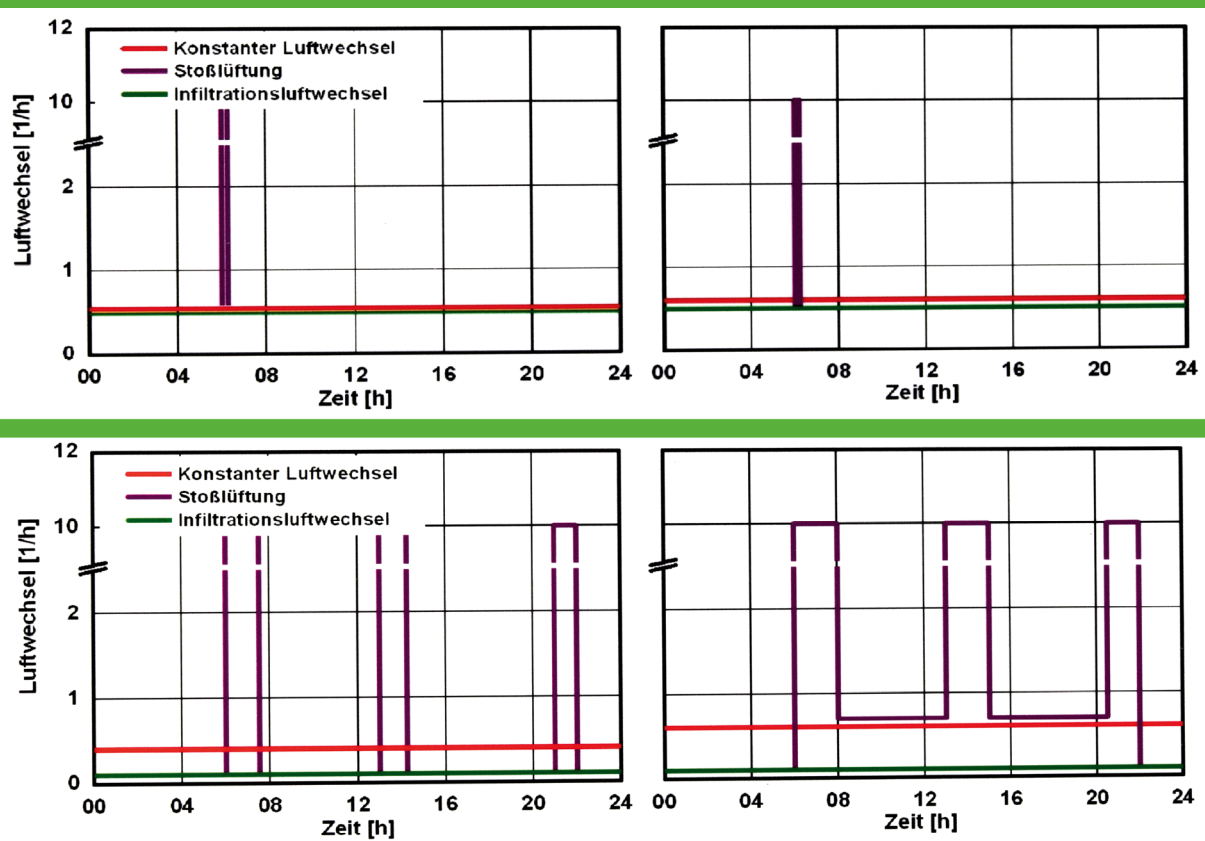 12
Konstanter Luftwechsel
Stoßlüftung
Infiltrationsluftwechsel
10
2
1
0
Luftwechsel [1/h]
00 04 08 12 16 20 24
Zeit [h]
00 04 08 12 16 20 24
Zeit [h]
12
Konstanter Luftwechsel
Stoßlüftung
Infiltrationsluftwechsel
10
2
1
0
Luftwechsel [1/h]
00 04 08 12 16 20 24
Zeit [h]
00 04 08 12 16 20 24
Zeit [h]